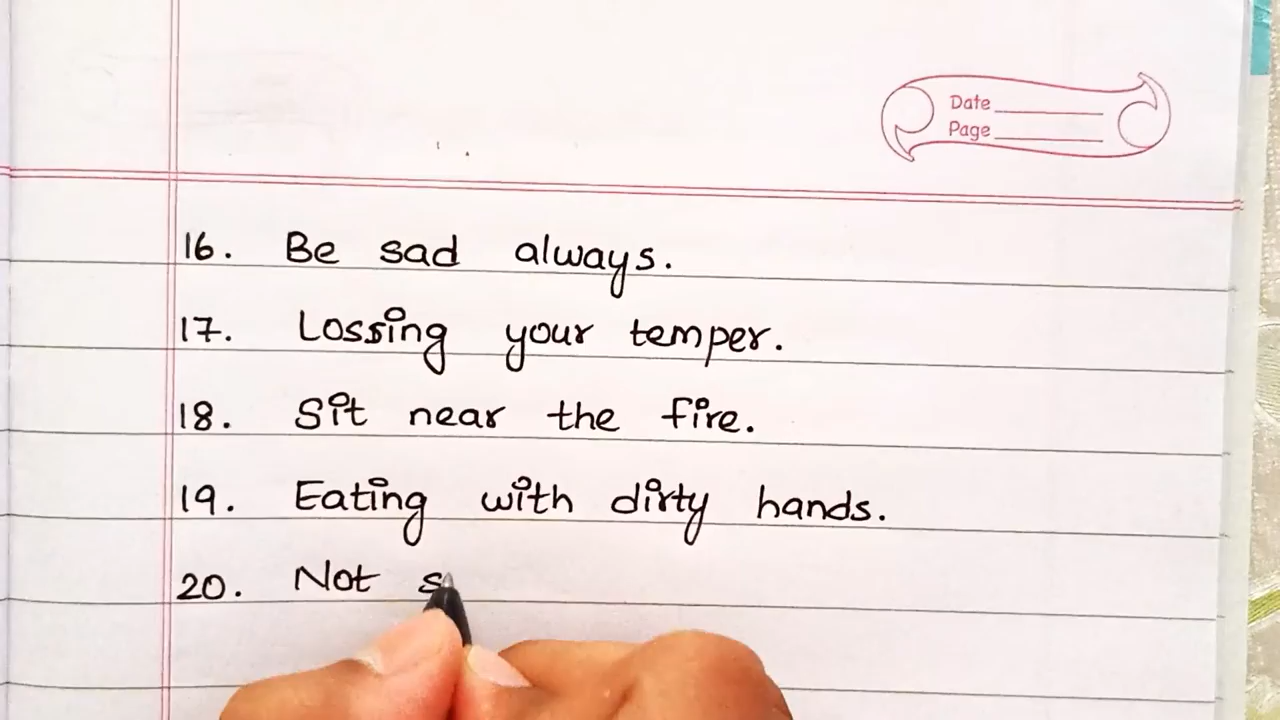 Date
Page
16. Be sad always.
17. Lossing your temper.
18. Sit near the fire.
19. Eating with dirty hands.
20. Not s